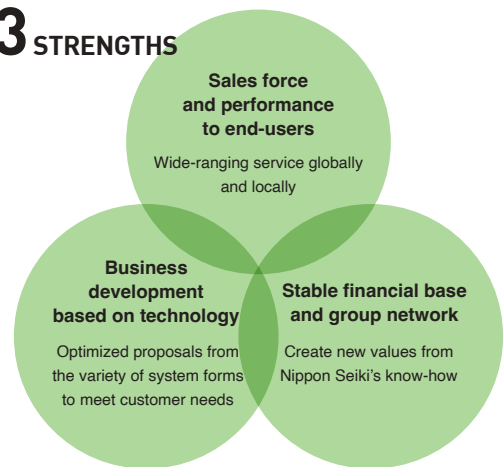 3 STRENGTHS
Sales force
and performance
to end-users
Wide-ranging service globally
and locally
Business
development
based on technology
Optimized proposals from
the variety of system forms
to meet customer needs
Stable financial base
and group network
Create new values from
Nippon Seiki's know-how